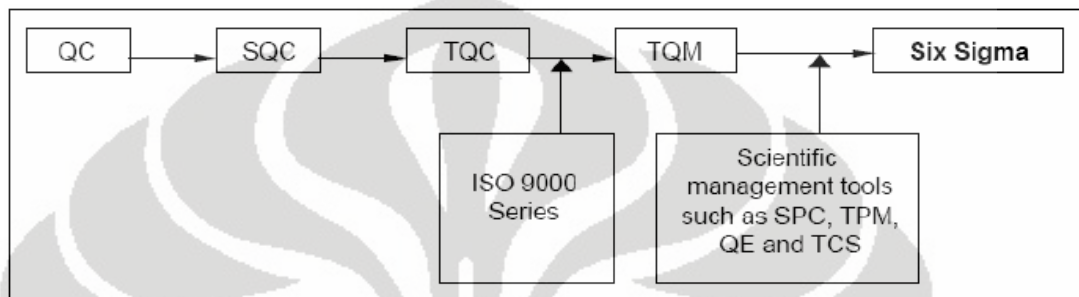 QC
SQC
TQC
TQM
Six Sigma
ISO 9000
Series
Scientific
management tools
such as SPC, TPM,
QE and TCS